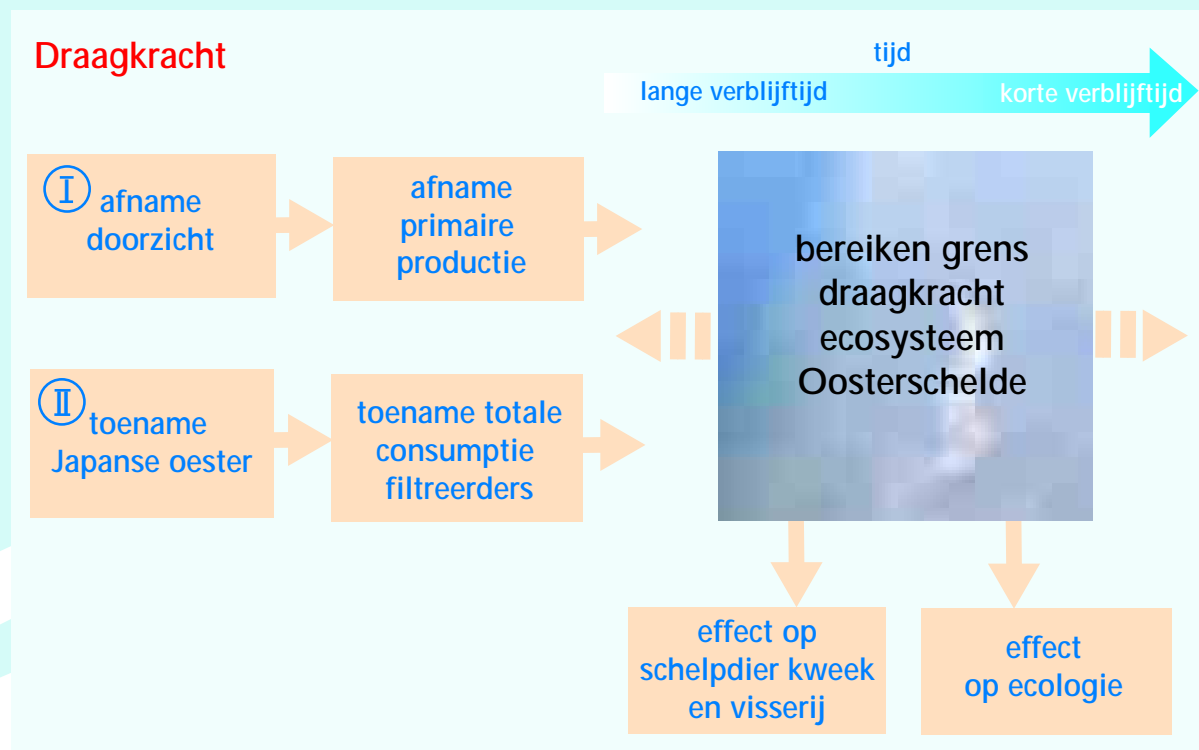 Draagkracht
tijd
lange verblijftijd
korte verblijftijd
I
afname
doorzicht
afname
primaire
productie
bereiken grens
draagkracht
ecosysteem
Oosterschelde
II
toename
Japanse oester
toename totale
consumptie
filtreerders
effect op
schelpdier kweek
en visserij
effect
op ecologie